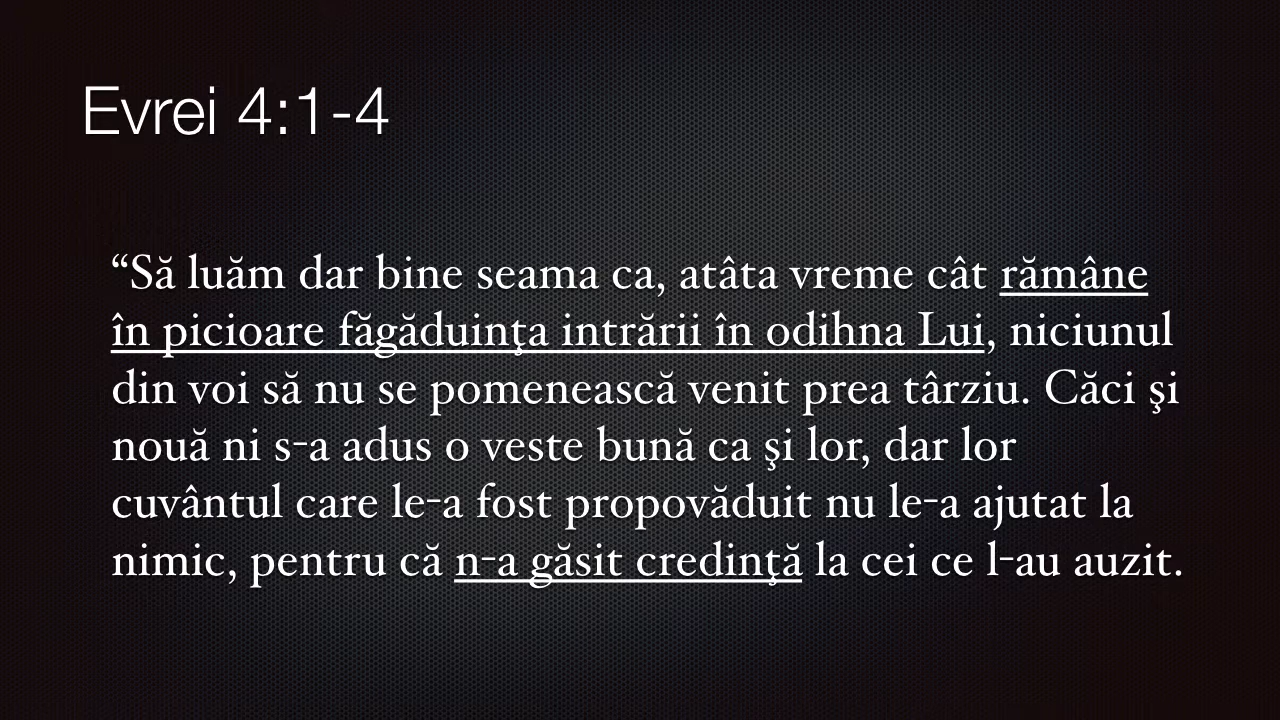 Evrei 4:1-4
“Să luăm dar bine seama ca, atâta vreme cât rămâne
în picioare făgăduinţa intrării în odihna Lui, niciunul
din voi să nu se pomenească venit prea târziu. Căci şi
nouă ni s-a adus o veste bună ca şi lor, dar lor
cuvântul care le-a fost propovăduit nu le-a ajutat la
nimic, pentru că n-a găsit credinţă la cei ce l-au auzit.